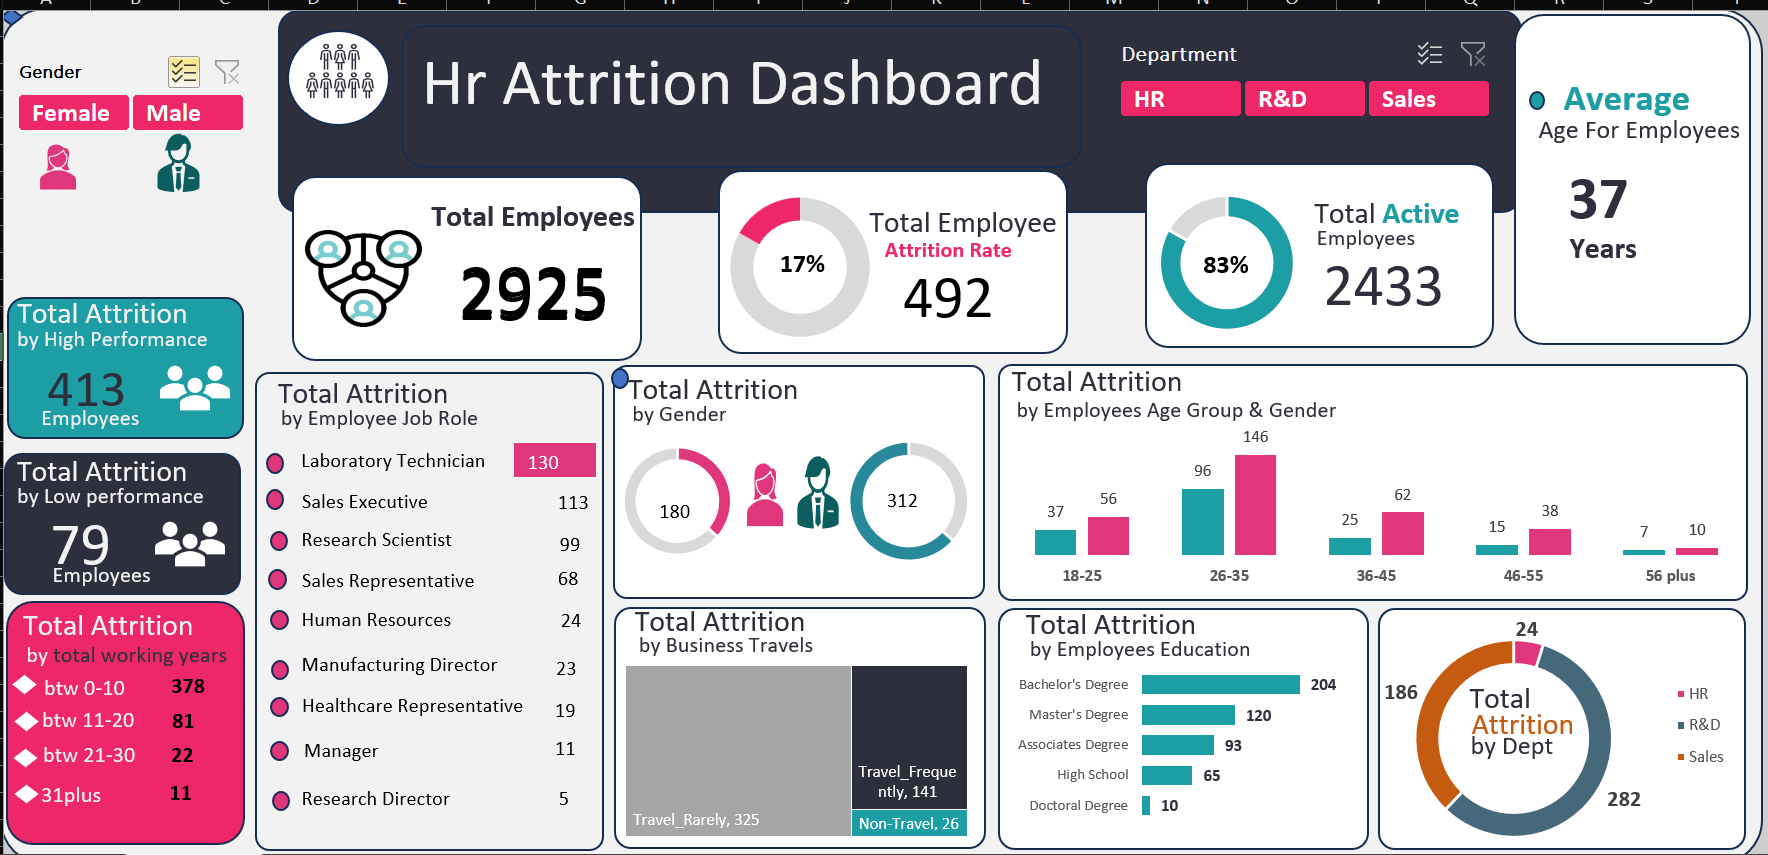 Gender
Female
Male
Hr Attrition Dashboard
Department
HR
R&D
Sales
Average
Age For Employees
37
Years
Total Employees
2925
17%
Total Employee
Attrition Rate
492
83%
Total Active
Employees
2433
Total Attrition
by High Performance
413
Employees
Total Attrition
by Low performance
79
Employees
Total Attrition
by total working years
btw 0-10 378
btw 11-20 81
btw 21-30 22
31plus 11
Total Attrition
by Employee Job Role
Laboratory Technician 130
Sales Executive 113
Research Scientist 99
Sales Representative 68
Human Resources 24
Manufacturing Director 23
Healthcare Representative 19
Manager 11
Research Director 5
Total Attrition
by Gender
180
312
Total Attrition
by Employees Age Group & Gender
37 56 96 146 25 62 15 38 7 10
18-25 26-35 36-45 46-55 56 plus
Total Attrition
by Business Travels
Travel_Rarely, 325
Travel_Freque
ntly, 141
Non-Travel, 26
Total Attrition
by Employees Education
Bachelor's Degree 204
Master's Degree 120
Associates Degree 93
High School 65
Doctoral Degree 10
24
186
282
Total
Attrition
by Dept
HR
R&D
Sales